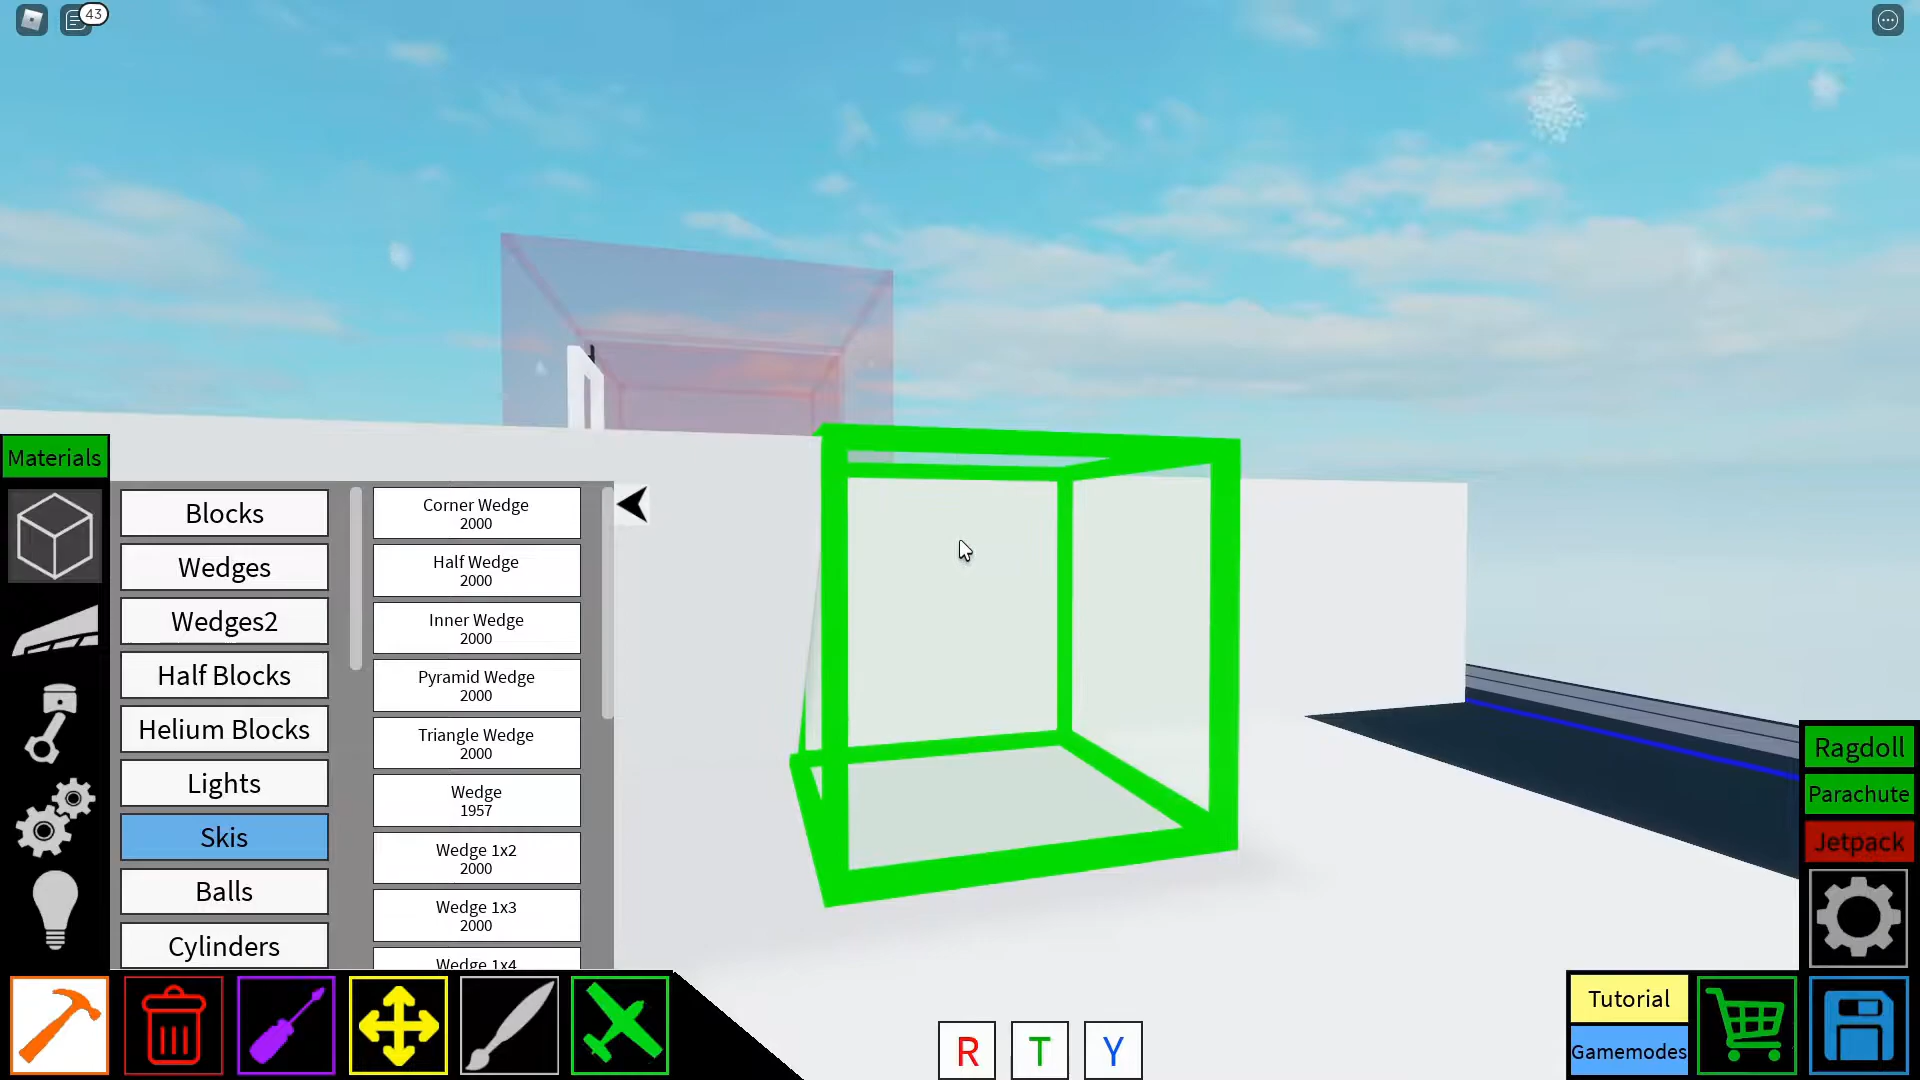 43
Materials
Blocks
Wedges
Wedges2
Half Blocks
Helium Blocks
Lights
Skis
Balls
Cylinders
Corner Wedge
2000
Half Wedge
2000
Inner Wedge
2000
Pyramid Wedge
2000
Triangle Wedge
2000
Wedge
1957
Wedge 1x2
2000
Wedge 1x3
2000
Wedge 1x4
Ragdoll
Parachute
Jetpack
Tutorial
Gamemodes
R T Y